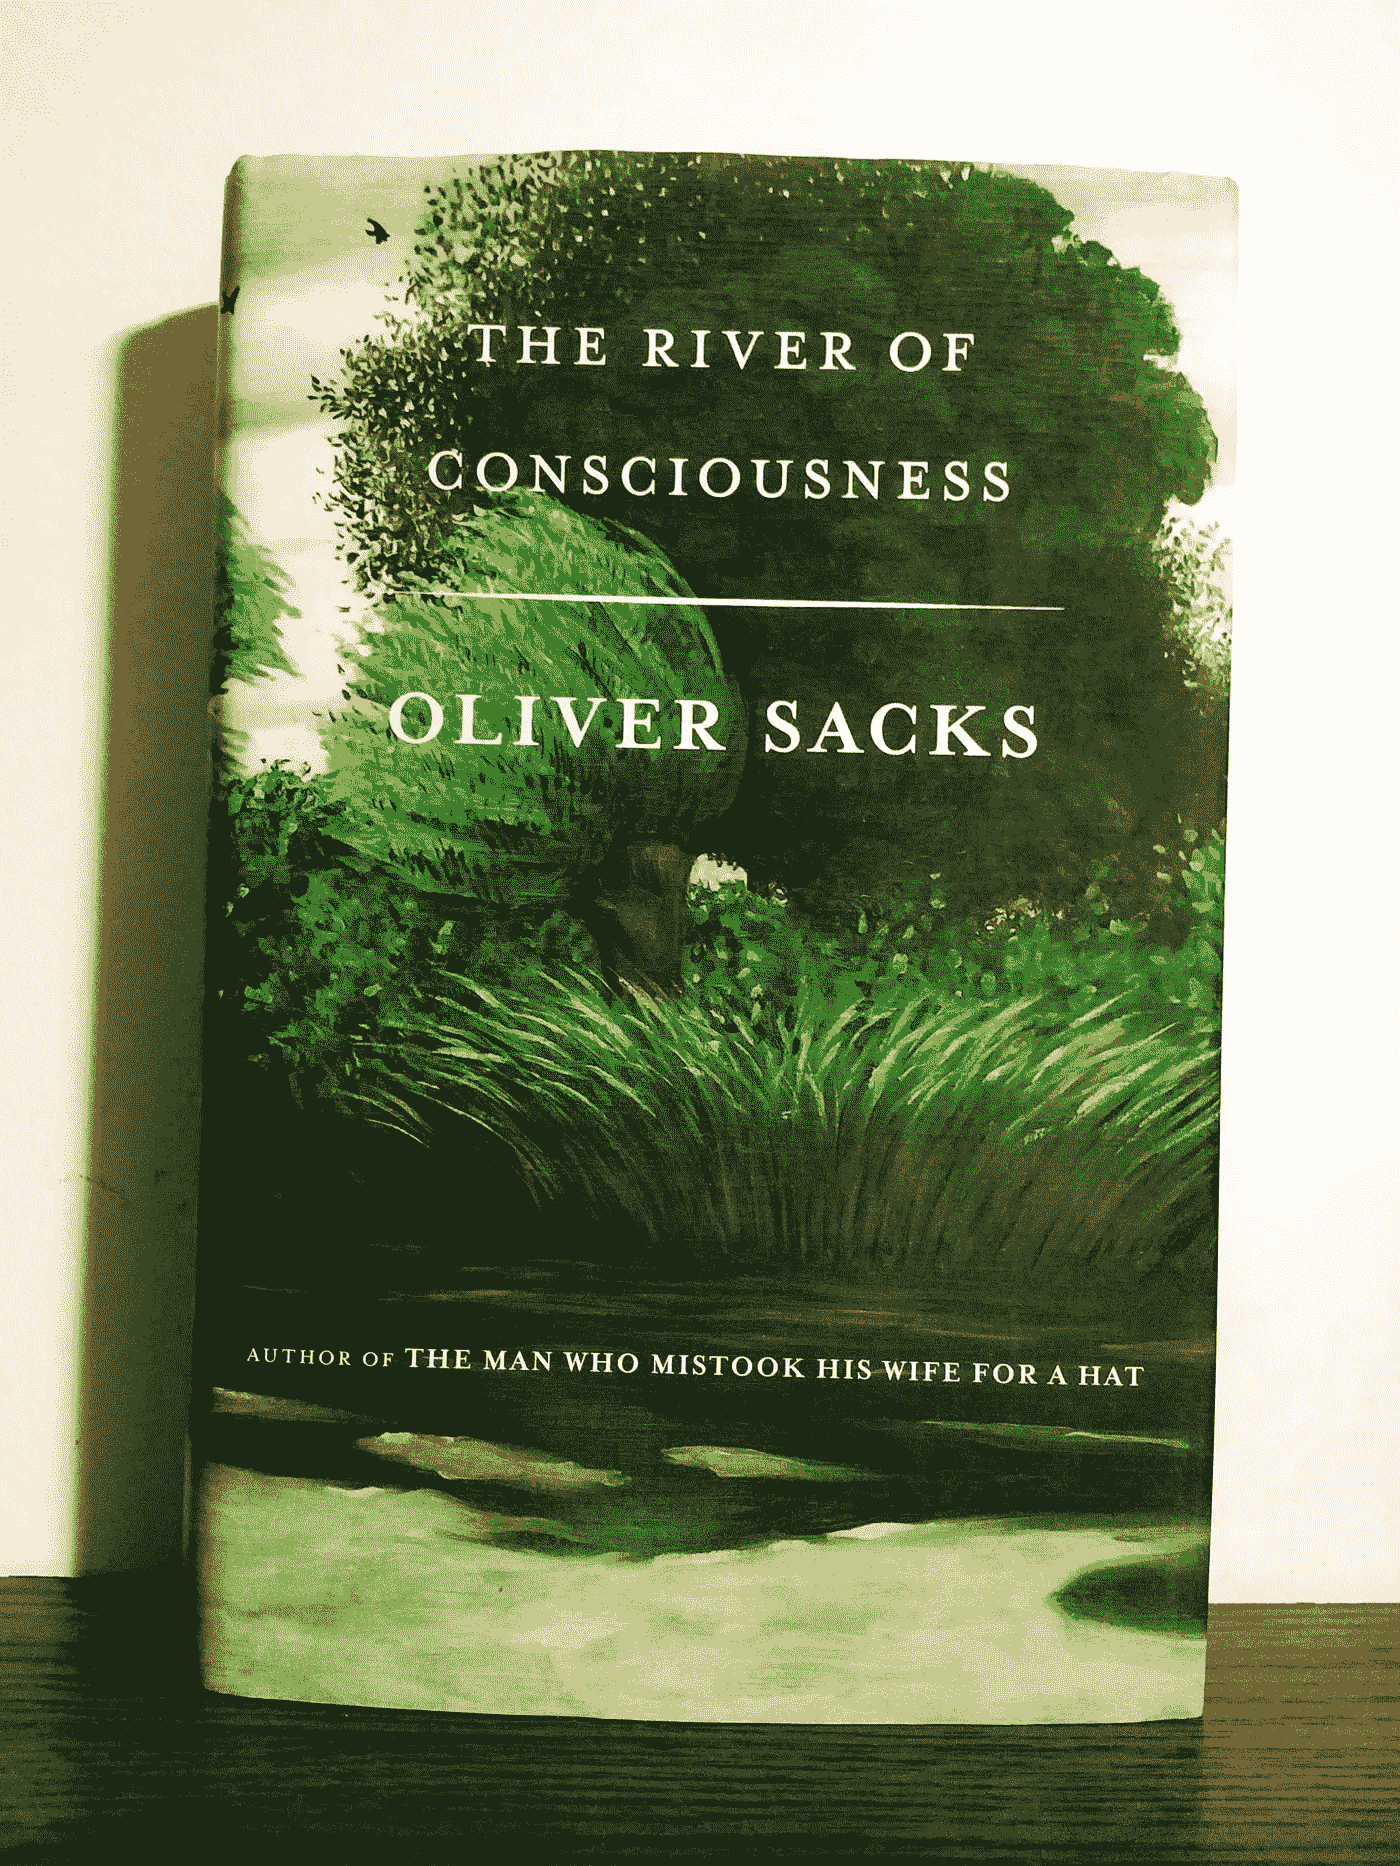 THE RIVER OF
CONSCIOUSNESS
OLIVER SACKS
AUTHOR OF THE MAN WHO MISTOOK HIS WIFE FOR A HAT